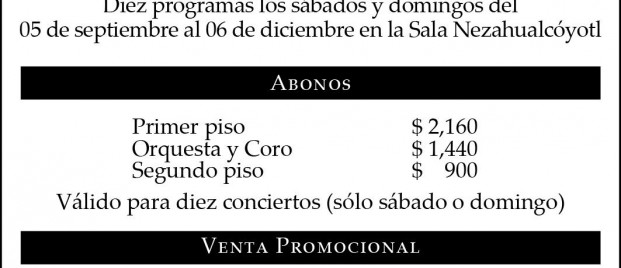 Diez programas los sábados y domingos del
05 de septiembre al 06 de diciembre en la Sala Nezahualcóyotl
ABONOS
Primer piso $ 2,160
Orquesta y Coro $ 1,440
Segundo piso $ 900
Válido para diez conciertos (sólo sábado o domingo)
VENTA PROMOCIONAL